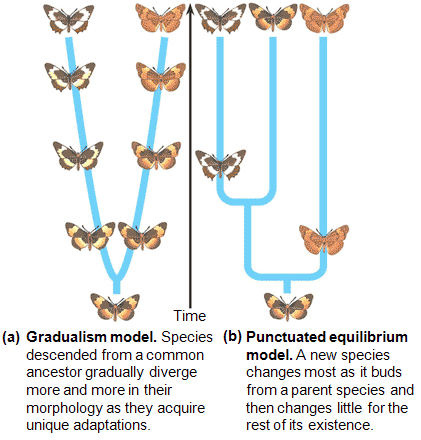 Time
(a) Gradualism model. Species
descended from a common
ancestor gradually diverge
more and more in their
morphology as they acquire
unique adaptations.
(b) Punctuated equilibrium
model. A new species
changes most as it buds
from a parent species and
then changes little for the
rest of its existence.